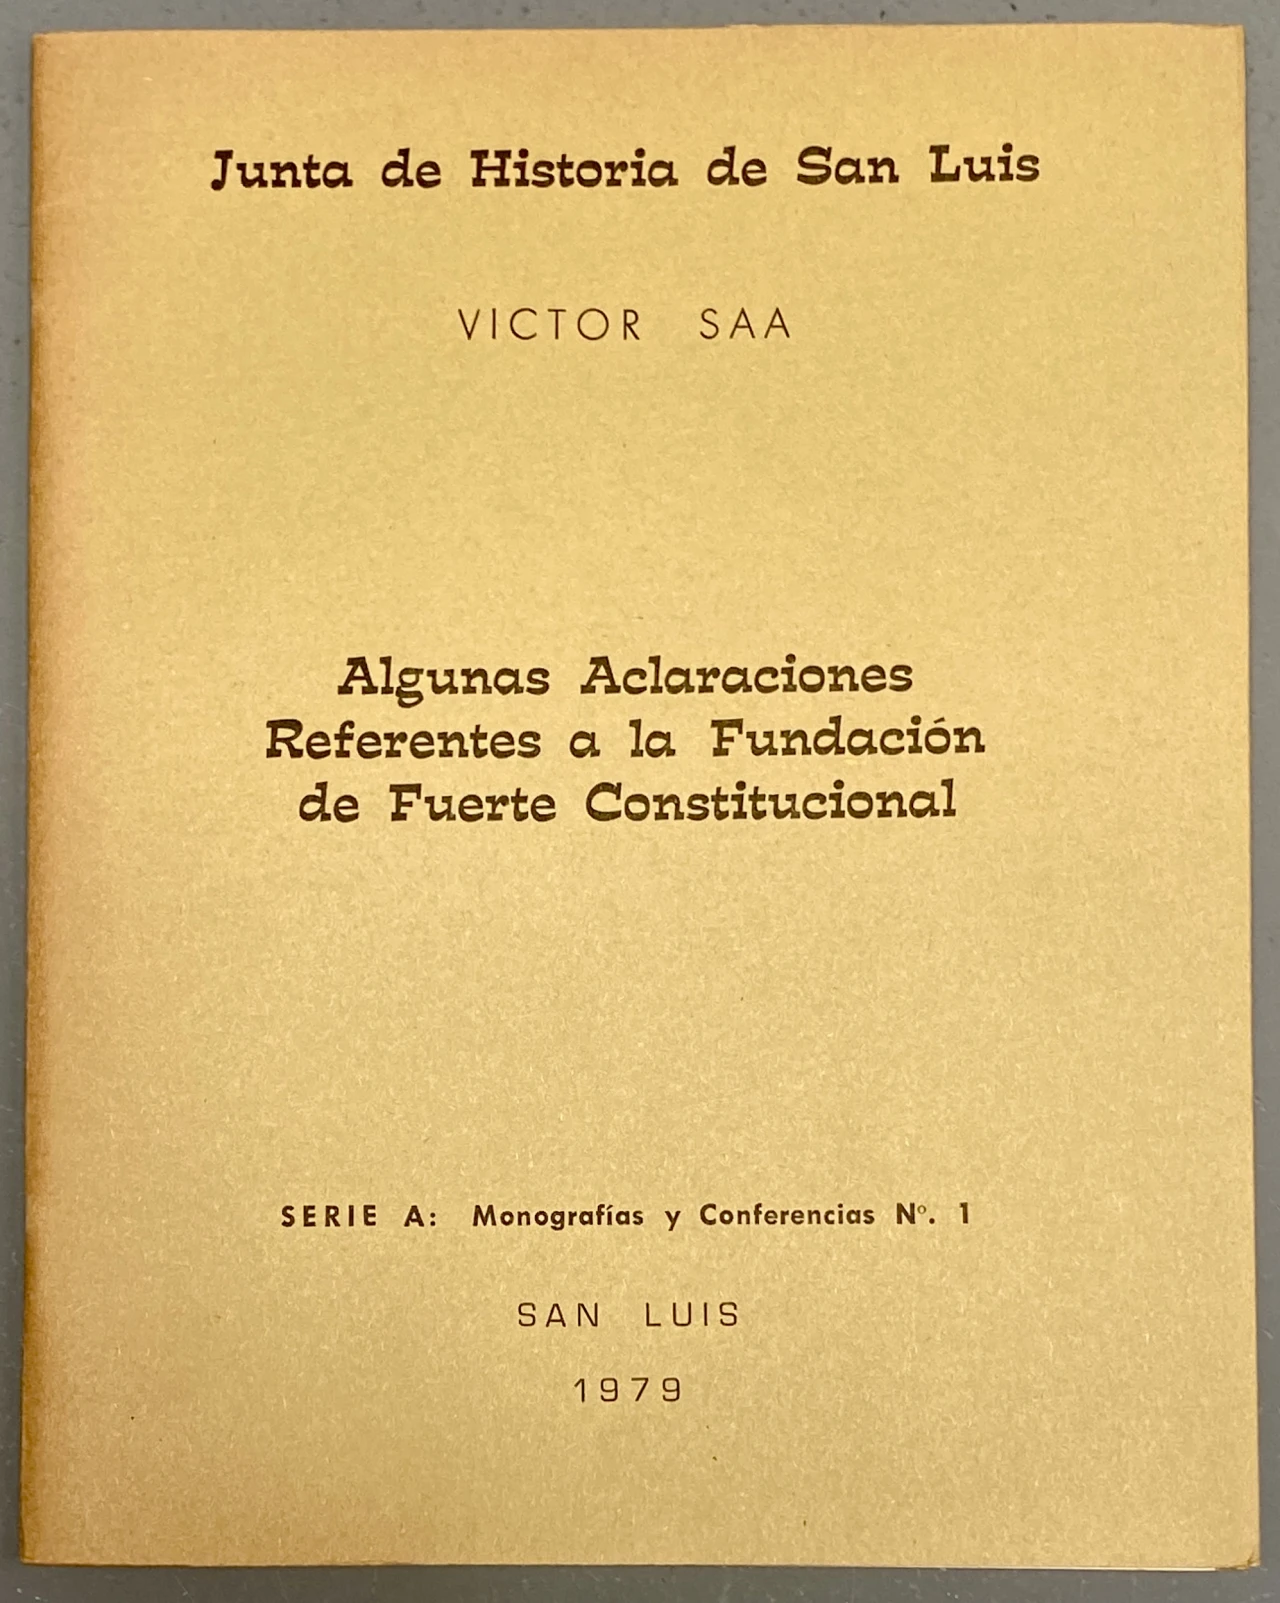 Junta de Historia de San Luis
VICTOR SAA
Algunas Aclaraciones
Referentes a la Fundación
de Fuerte Constitucional
SERIE A: Monografías y Conferencias Nº. 1
SAN LUIS
1979